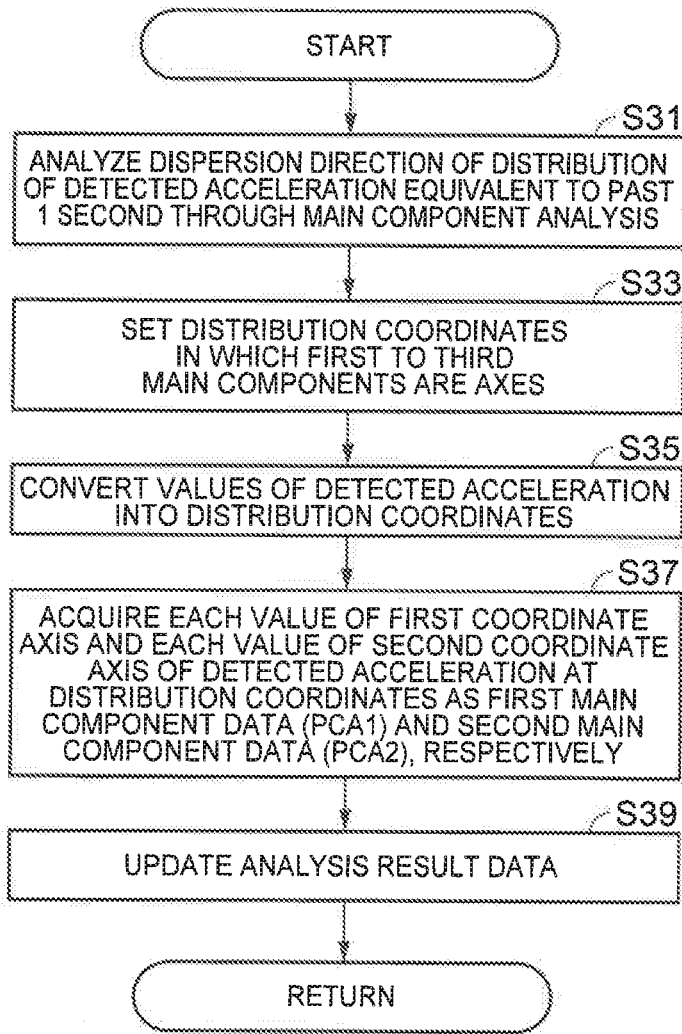 START
S31
ANALYZE DISPERSION DIRECTION OF DISTRIBUTION
OF DETECTED ACCELERATION EQUIVALENT TO PAST
1 SECOND THROUGH MAIN COMPONENT ANALYSIS
S33
SET DISTRIBUTION COORDINATES
IN WHICH FIRST TO THIRD
MAIN COMPONENTS ARE AXES
S35
CONVERT VALUES OF DETECTED ACCELERATION
INTO DISTRIBUTION COORDINATES
S37
ACQUIRE EACH VALUE OF FIRST COORDINATE
AXIS AND EACH VALUE OF SECOND COORDINATE
AXIS OF DETECTED ACCELERATION AT
DISTRIBUTION COORDINATES AS FIRST MAIN
COMPONENT DATA (PCA1) AND SECOND MAIN
COMPONENT DATA (PCA2), RESPECTIVELY
S39
UPDATE ANALYSIS RESULT DATA
RETURN